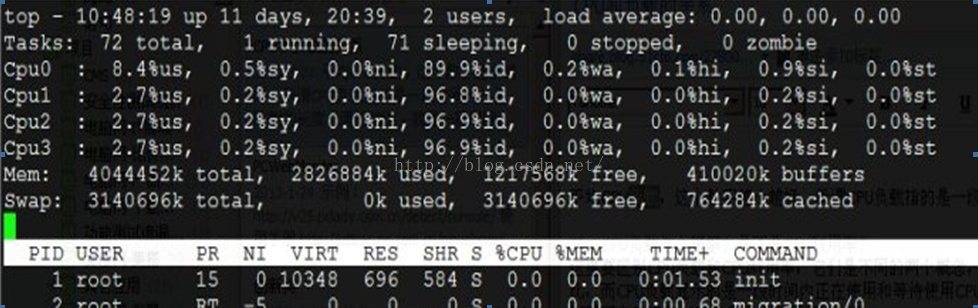 top - 10:48:19 up 11 days, 20:39, 2 users, load average: 0.00, 0.00, 0.00
Tasks: 72 total, 1 running, 71 sleeping, 0 stopped, 0 zombie
Cpu0 : 8.4%us, 0.5%sy, 0.0%ni, 89.9%id, 0.2%wa, 0.1%hi, 0.9%si, 0.0%st
Cpu1 : 2.7%us, 0.2%sy, 0.0%ni, 96.8%id, 0.0%wa, 0.0%hi, 0.2%si, 0.0%st
Cpu2 : 2.7%us, 0.2%sy, 0.0%ni, 96.9%id, 0.0%wa, 0.0%hi, 0.2%si, 0.0%st
Cpu3 : 2.7%us, 0.2%sy, 0.0%ni, 96.9%id, 0.0%wa, 0.0%hi, 0.2%si, 0.0%st
http://blog.csdn.net/
Mem: 4044452k total, 2826884k used, 1217568k free, 410020k buffers
Swap: 3140696k total, 0k used, 3140696k free, 764284k cached
PID USER PR NI VIRT RES SHR S %CPU %MEM TIME+ COMMAND
1 root 15 0 10348 696 584 S 0.0 0.0 0:01.53 init
2 root RT -5 0 0 0 S 0.0 0.0 0:00.68 migration/0